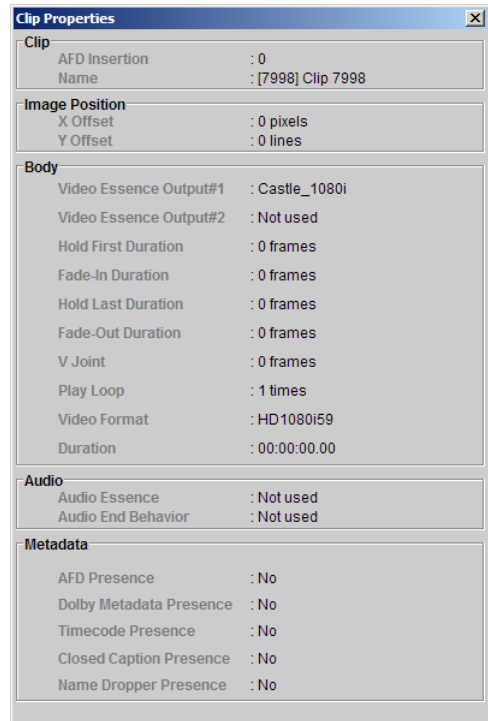 Clip Properties
Clip
AFD Insertion : 0
Name : [7998] Clip 7998
Image Position
X Offset : 0 pixels
Y Offset : 0 lines
Body
Video Essence Output#1 : Castle_1080i
Video Essence Output#2 : Not used
Hold First Duration : 0 frames
Fade-In Duration : 0 frames
Hold Last Duration : 0 frames
Fade-Out Duration : 0 frames
V Joint : 0 frames
Play Loop : 1 times
Video Format : HD1080i59
Duration : 00:00:00.00
Audio
Audio Essence : Not used
Audio End Behavior : Not used
Metadata
AFD Presence : No
Dolby Metadata Presence : No
Timecode Presence : No
Closed Caption Presence : No
Name Dropper Presence : No